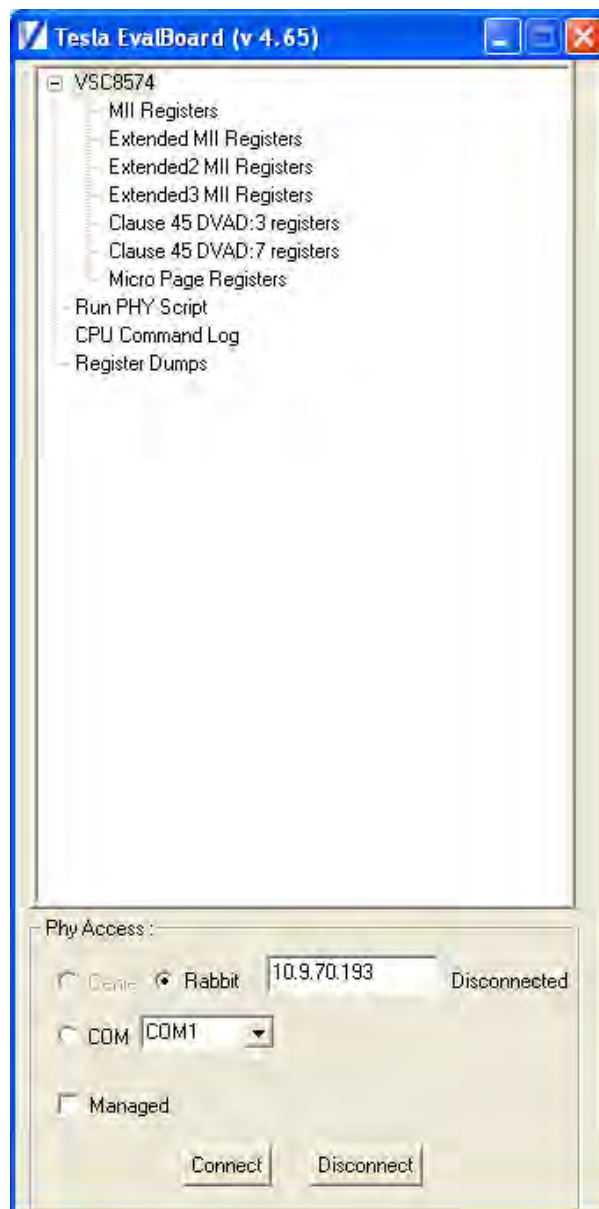 Tesla EvalBoard (v 4.65)
VSC8574
MII Registers
Extended MII Registers
Extended2 MII Registers
Extended3 MII Registers
Clause 45 DVAD:3 registers
Clause 45 DVAD:7 registers
Micro Page Registers
Run PHY Script
CPU Command Log
Register Dumps
Phy Access :
Rabbit 10.9.70.193 Disconnected
COM COM1
Managed
Connect Disconnect